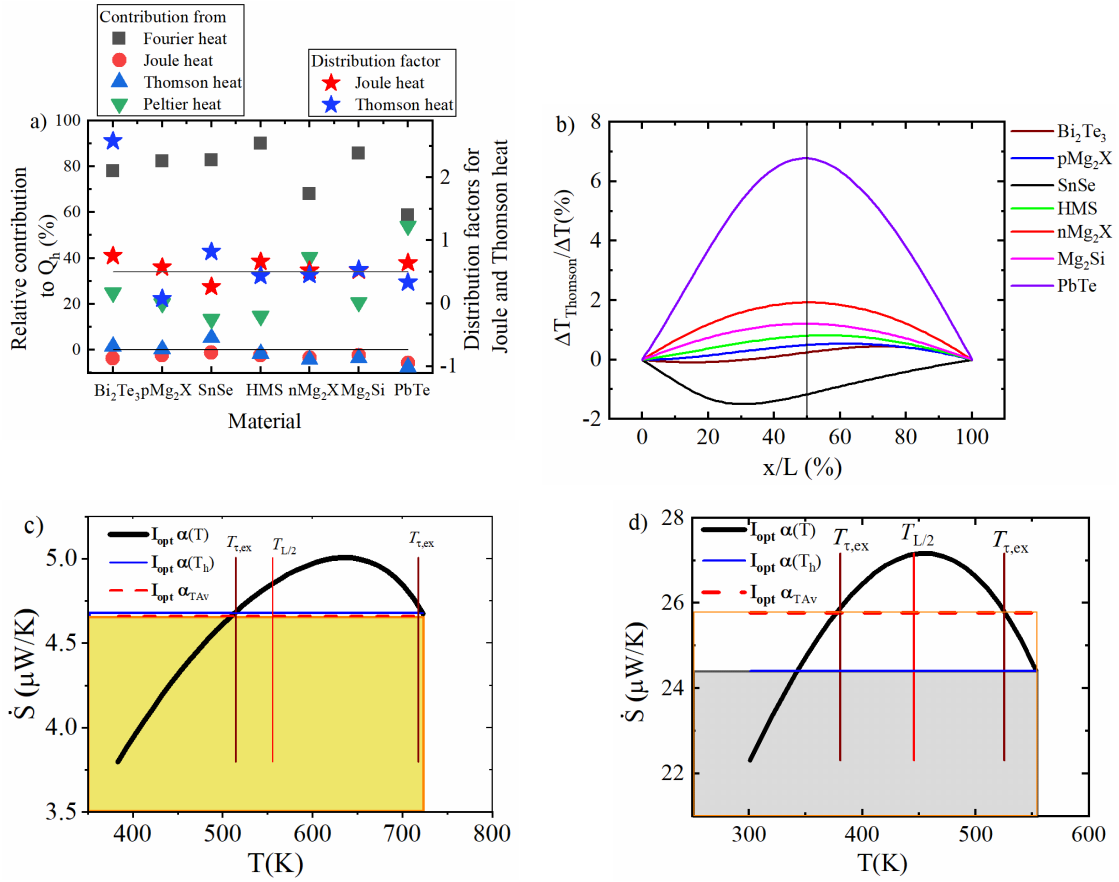 Contribution from
Fourier heat
Joule heat
Thomson heat
Peltier heat
Distribution factor
Joule heat
Thomson heat
a)
100
80
60
40
20
0
Relative contribution
to Qₕ (%)
2
1
0
-1
Distribution factors for
Joule and Thomson heat
Bi₂Te₃ pMg₂X SnSe HMS nMg₂X Mg₂Si PbTe
Material
b)
8
6
4
2
0
-2
ΔT_Thomson/ΔT(%)
0 20 40 60 80 100
x/L (%)
Bi₂Te₃
pMg₂X
SnSe
HMS
nMg₂X
Mg₂Si
PbTe
c)
I_opt α(T)
I_opt α(T_h)
I_opt α_TAv
T_τ,ex
T_L/2
T_τ,ex
5.0
4.5
4.0
3.5
Ṡ (μW/K)
400 500 600 700 800
T(K)
d)
I_opt α(T)
I_opt α(T_h)
I_opt α_TAv
T_τ,ex
T_L/2
T_τ,ex
28
26
24
22
Ṡ (μW/K)
300 400 500 600
T(K)